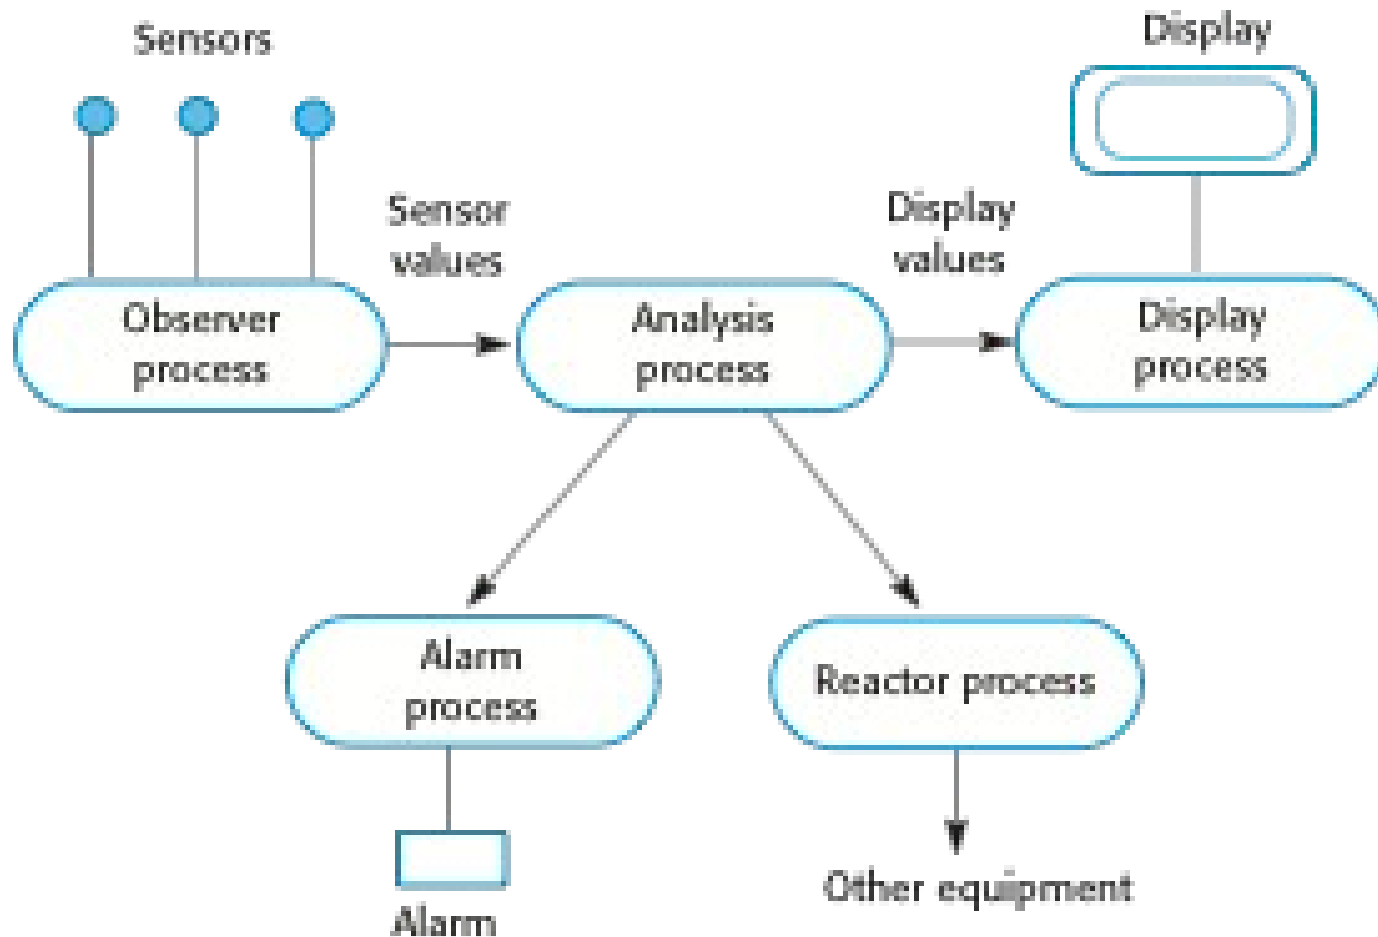 Sensors
Display
Sensor
values
Display
values
Observer
process
Analysis
process
Display
process
Alarm
process
Reactor process
Other equipment
Alarm